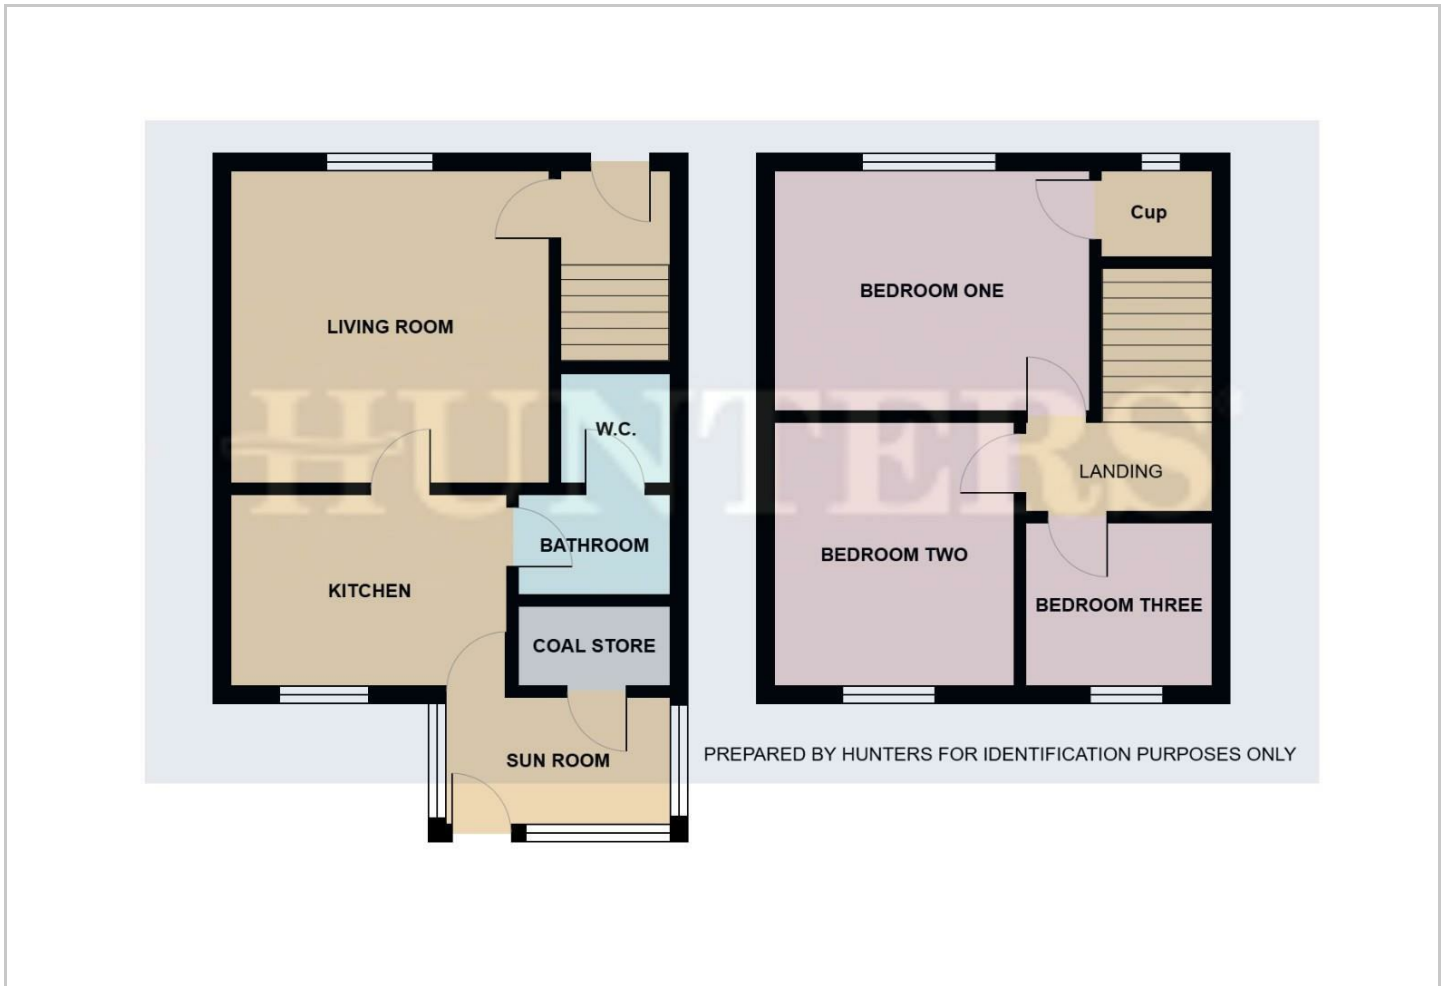 LIVING ROOM
W.C.
BATHROOM
KITCHEN
COAL STORE
SUN ROOM
Cup
BEDROOM ONE
LANDING
BEDROOM TWO
BEDROOM THREE
HUNTERS
PREPARED BY HUNTERS FOR IDENTIFICATION PURPOSES ONLY